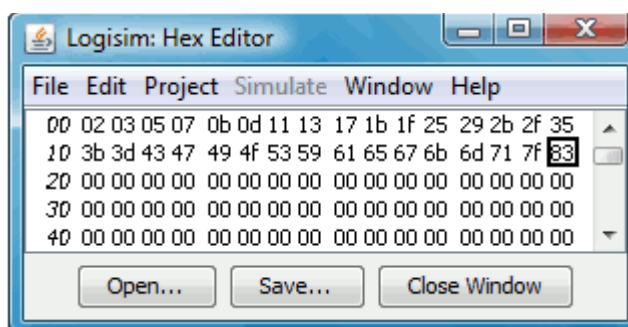 Logisim: Hex Editor
File Edit Project Simulate Window Help
00 02 03 05 07 0b 0d 11 13 17 1b 1f 25 29 2b 2f 35
10 3b 3d 43 47 49 4f 53 59 61 65 67 6b 6d 71 7f 83
20 00 00 00 00 00 00 00 00 00 00 00 00 00 00 00 00
30 00 00 00 00 00 00 00 00 00 00 00 00 00 00 00 00
40 00 00 00 00 00 00 00 00 00 00 00 00 00 00 00 00
Open... Save... Close Window